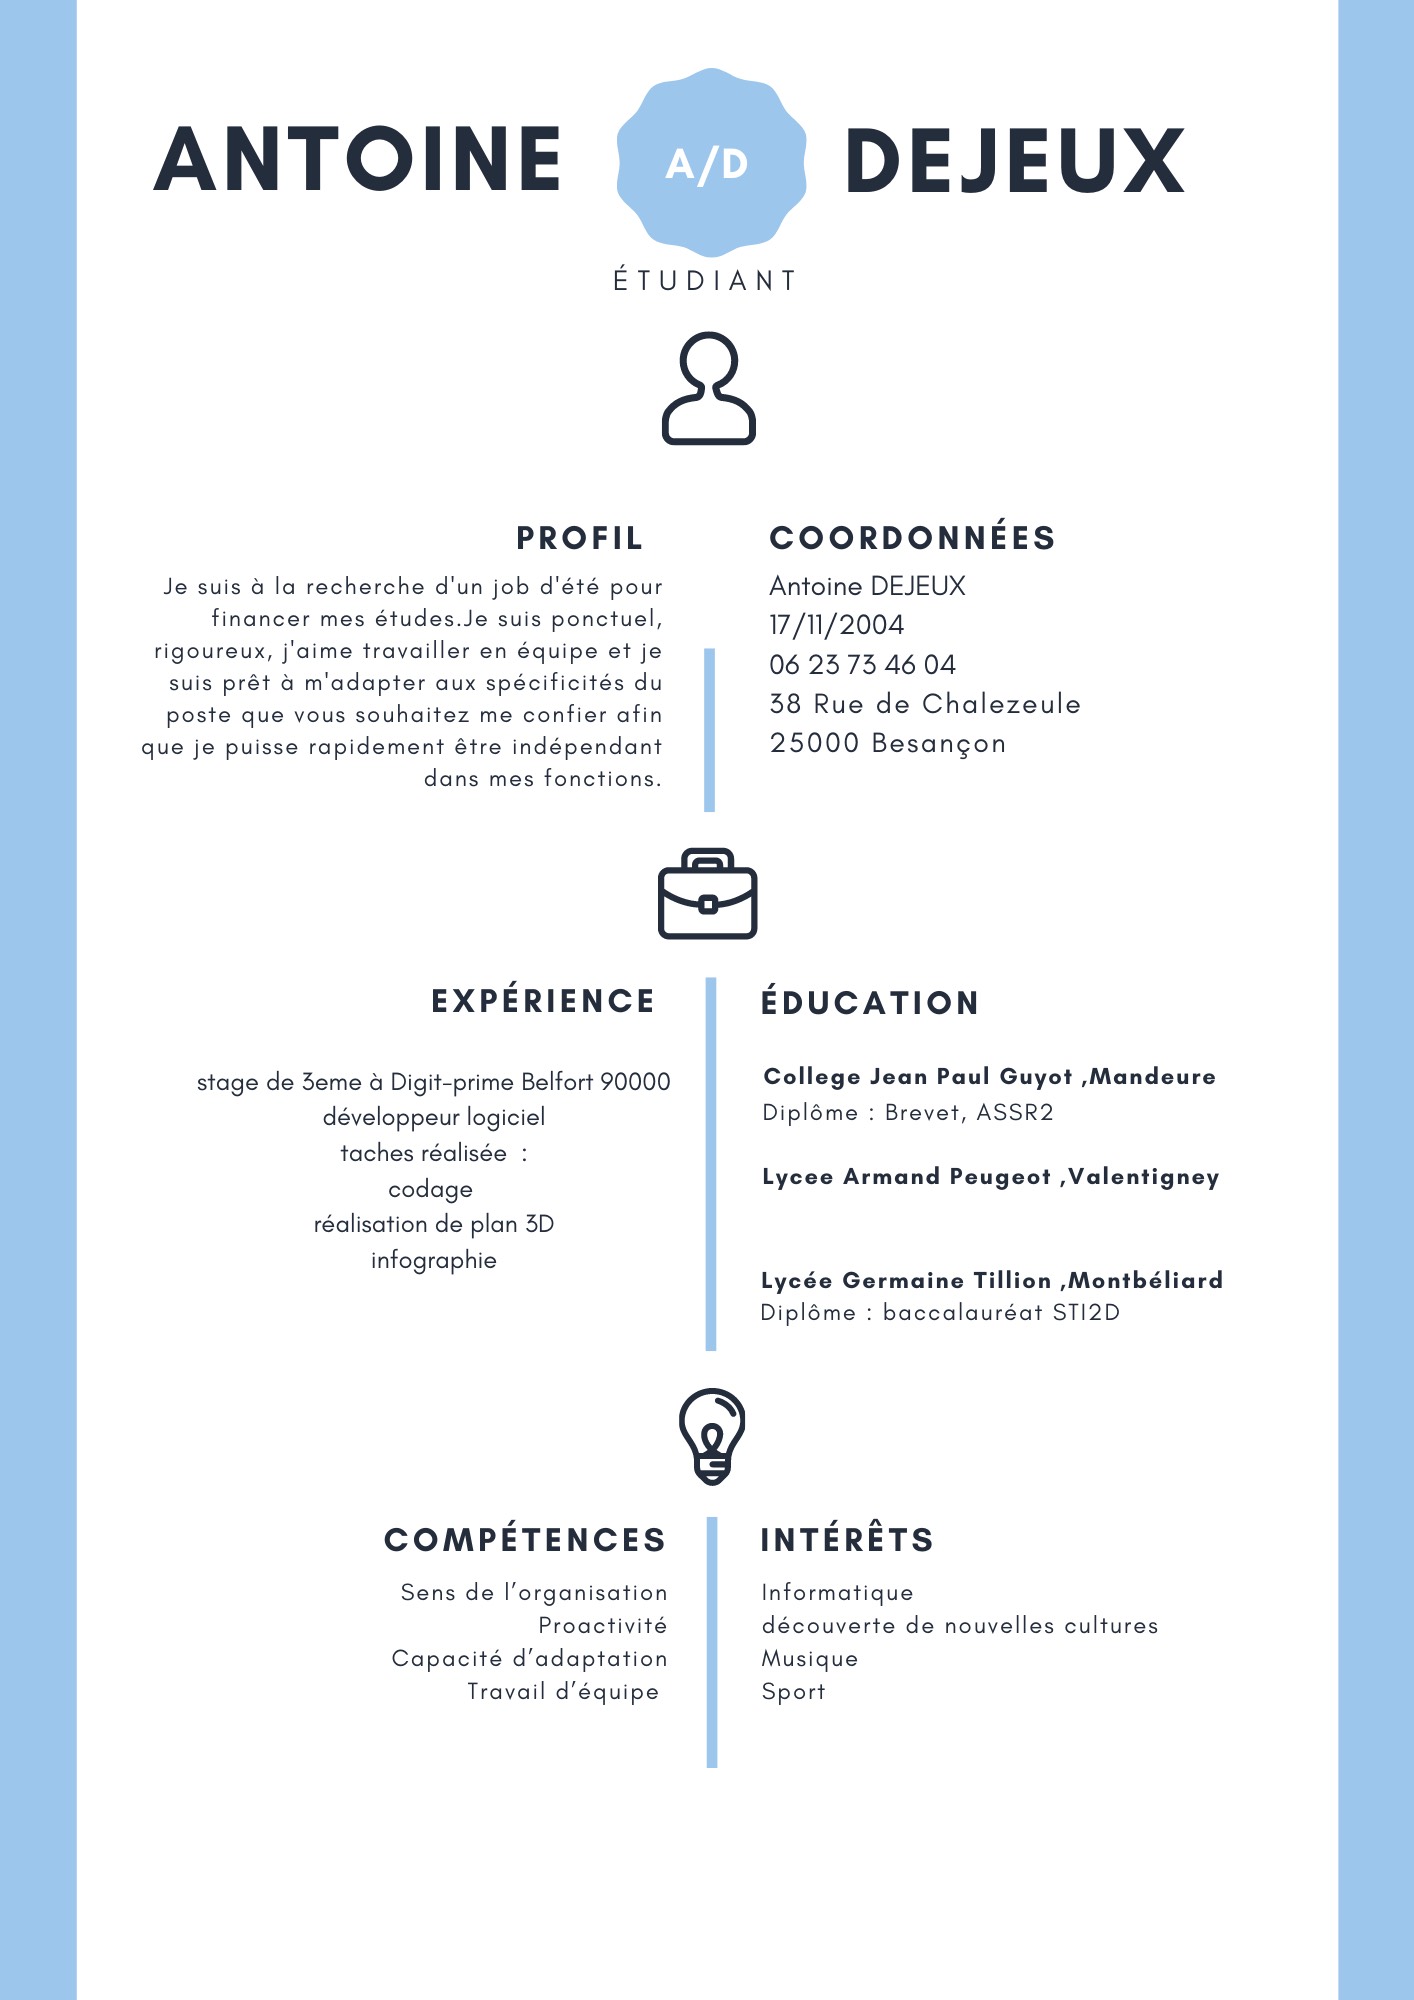 ANTOINE
A/D
DEJEUX
ÉTUDIANT
PROFIL
Je suis à la recherche d'un job d'été pour
financer mes études.Je suis ponctuel,
rigoureux, j'aime travailler en équipe et je
suis prêt à m'adapter aux spécificités du
poste que vous souhaitez me confier afin
que je puisse rapidement être indépendant
dans mes fonctions.
COORDONNÉES
Antoine DEJEUX
17/11/2004
06 23 73 46 04
38 Rue de Chalezeule
25000 Besançon
EXPÉRIENCE
stage de 3eme à Digit-prime Belfort 90000
développeur logiciel
taches réalisée :
codage
réalisation de plan 3D
infographie
ÉDUCATION
College Jean Paul Guyot ,Mandeure
Diplôme : Brevet, ASSR2
Lycee Armand Peugeot ,Valentigney
Lycée Germaine Tillion ,Montbéliard
Diplôme : baccalauréat STI2D
COMPÉTENCES
Sens de l’organisation
Proactivité
Capacité d’adaptation
Travail d’équipe
INTÉRÊTS
Informatique
découverte de nouvelles cultures
Musique
Sport